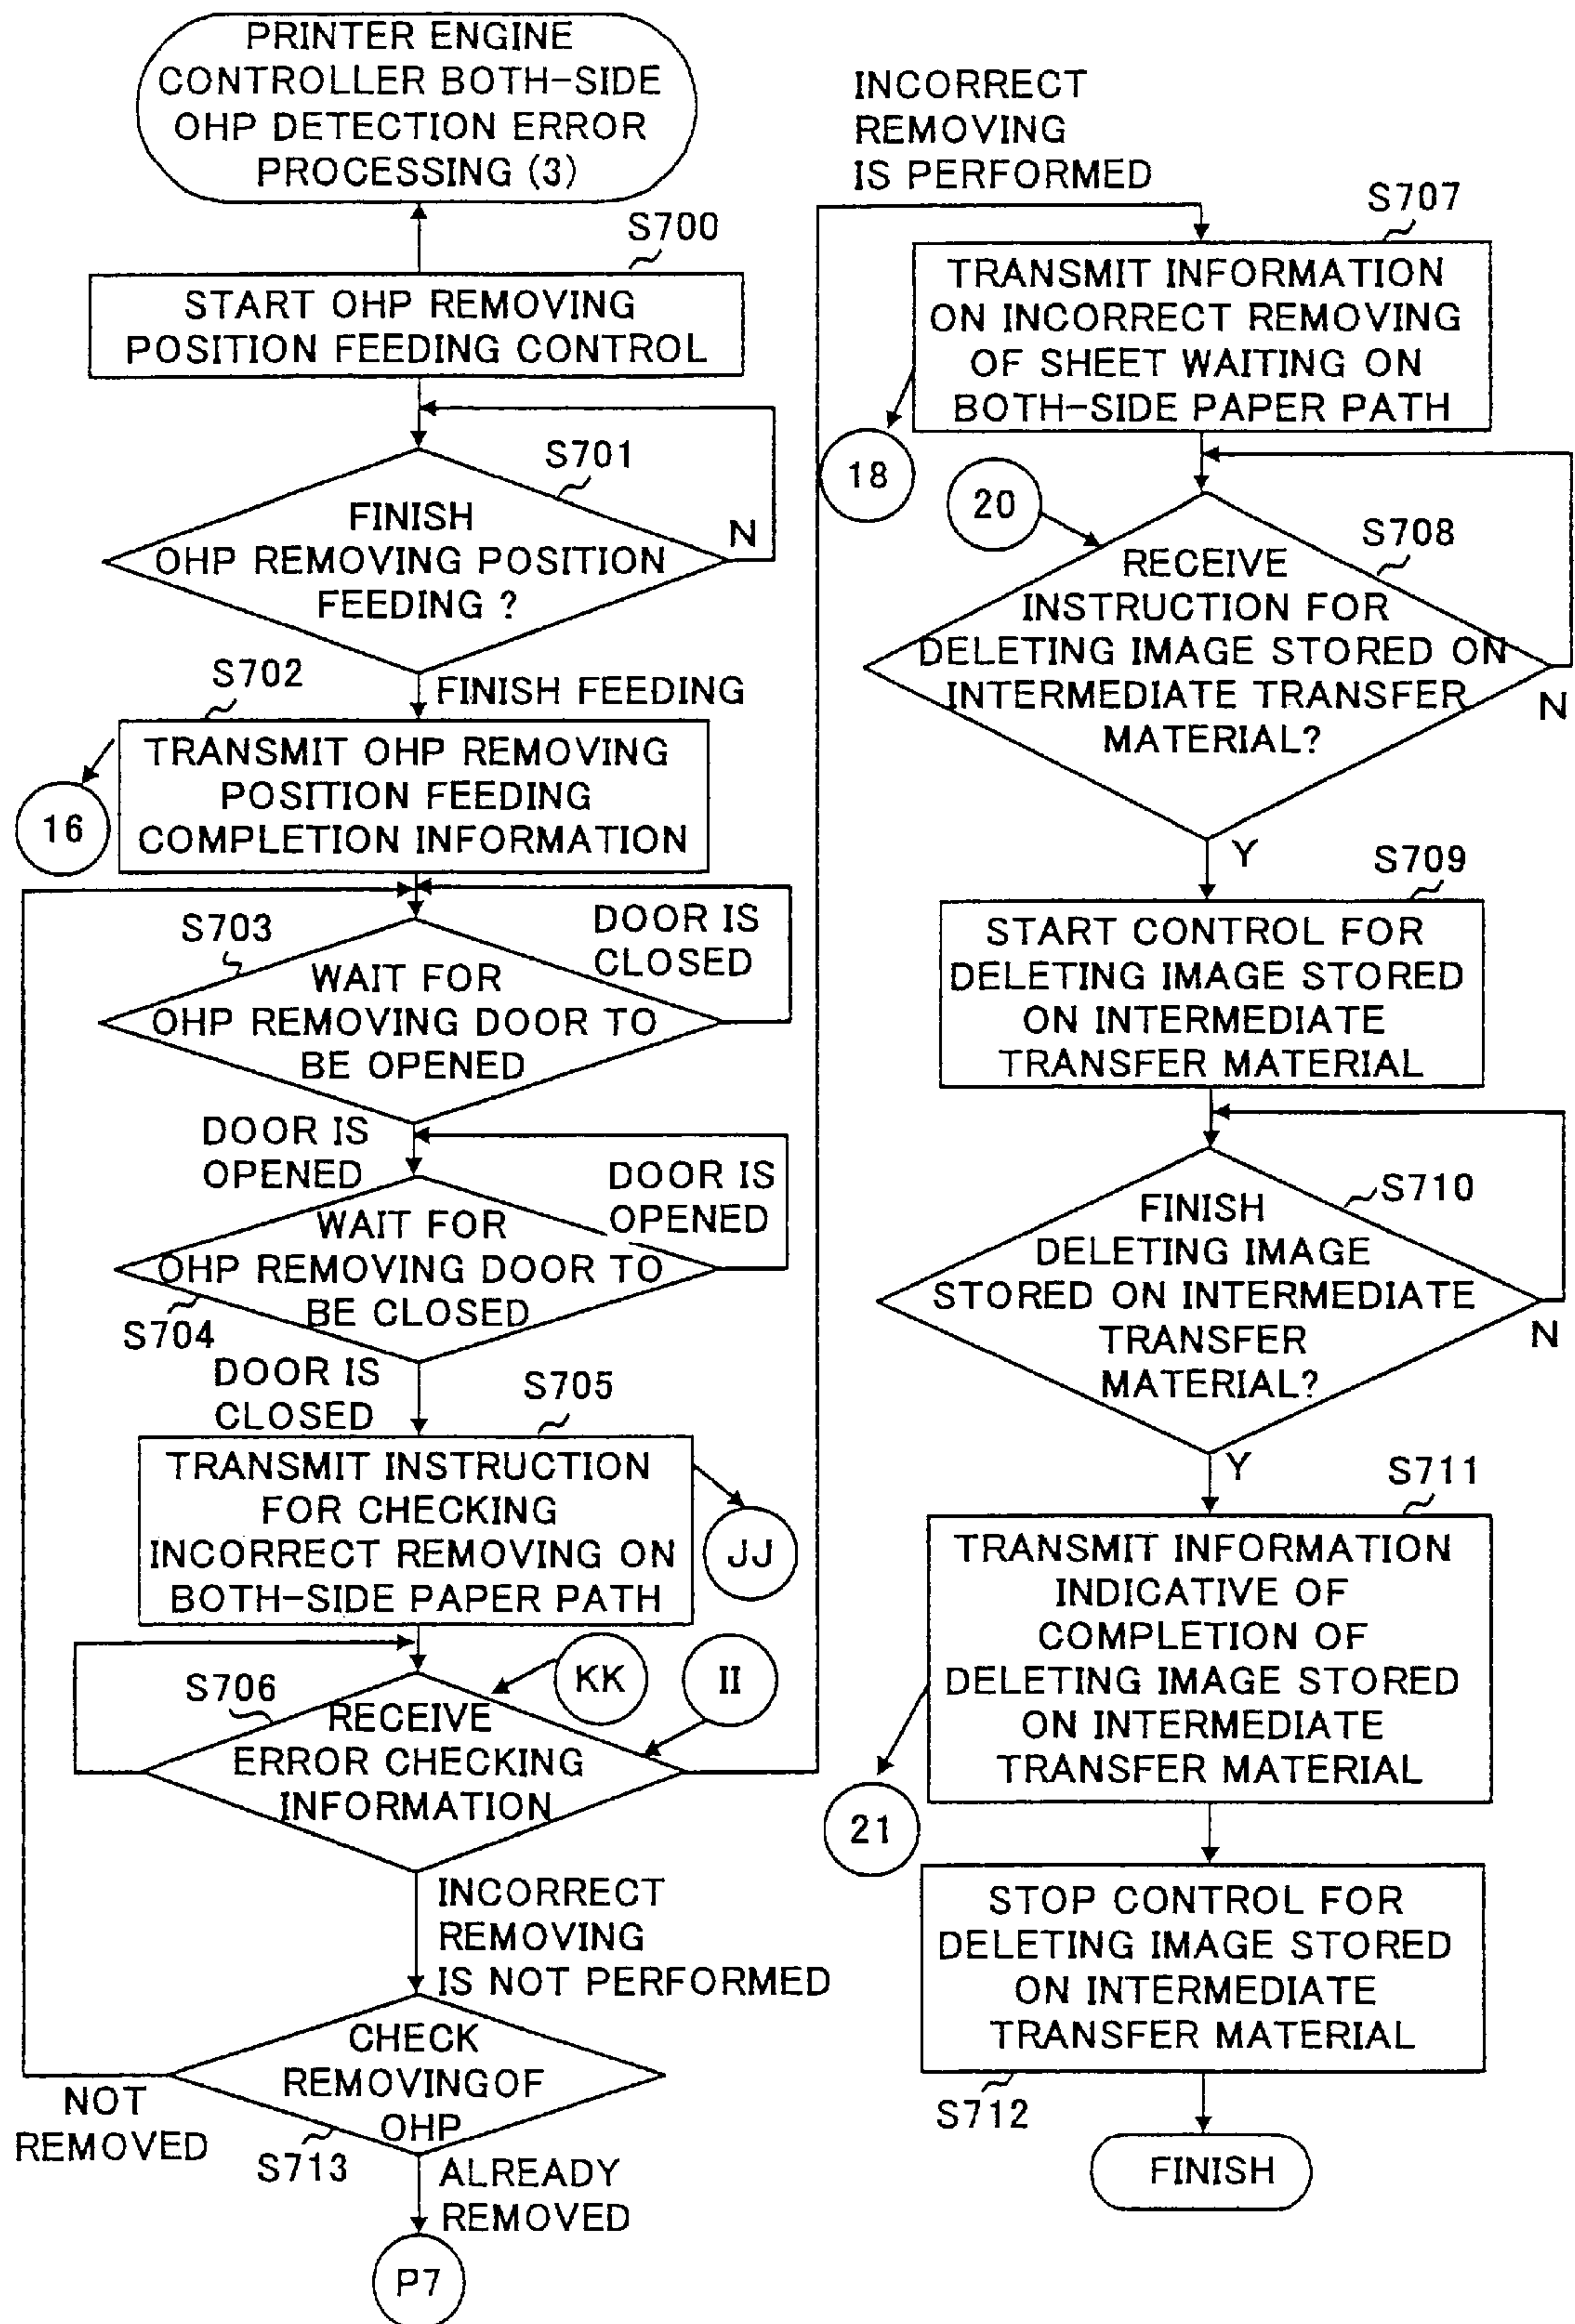 PRINTER ENGINE
CONTROLLER BOTH-SIDE
OHP DETECTION ERROR
PROCESSING (3)
S700
START OHP REMOVING
POSITION FEEDING CONTROL
S701
FINISH
OHP REMOVING POSITION
FEEDING ?
N
S702
FINISH FEEDING
TRANSMIT OHP REMOVING
POSITION FEEDING
COMPLETION INFORMATION
16
S703
DOOR IS
CLOSED
WAIT FOR
OHP REMOVING DOOR TO
BE OPENED
DOOR IS
OPENED
DOOR IS
OPENED
WAIT FOR
OHP REMOVING DOOR TO
BE CLOSED
S704
DOOR IS
CLOSED
S705
TRANSMIT INSTRUCTION
FOR CHECKING
INCORRECT REMOVING ON
BOTH-SIDE PAPER PATH
JJ
KK
II
S706
RECEIVE
ERROR CHECKING
INFORMATION
INCORRECT
REMOVING
IS NOT PERFORMED
CHECK
REMOVINGOF
OHP
NOT
REMOVED
S713
ALREADY
REMOVED
P7
INCORRECT
REMOVING
IS PERFORMED
S707
TRANSMIT INFORMATION
ON INCORRECT REMOVING
OF SHEET WAITING ON
BOTH-SIDE PAPER PATH
18
20
S708
RECEIVE
INSTRUCTION FOR
DELETING IMAGE STORED ON
INTERMEDIATE TRANSFER
MATERIAL?
N
Y
S709
START CONTROL FOR
DELETING IMAGE STORED
ON INTERMEDIATE
TRANSFER MATERIAL
S710
FINISH
DELETING IMAGE
STORED ON INTERMEDIATE
TRANSFER
MATERIAL?
N
Y
S711
TRANSMIT INFORMATION
INDICATIVE OF
COMPLETION OF
DELETING IMAGE STORED
ON INTERMEDIATE
TRANSFER MATERIAL
21
STOP CONTROL FOR
DELETING IMAGE STORED
ON INTERMEDIATE
TRANSFER MATERIAL
S712
FINISH